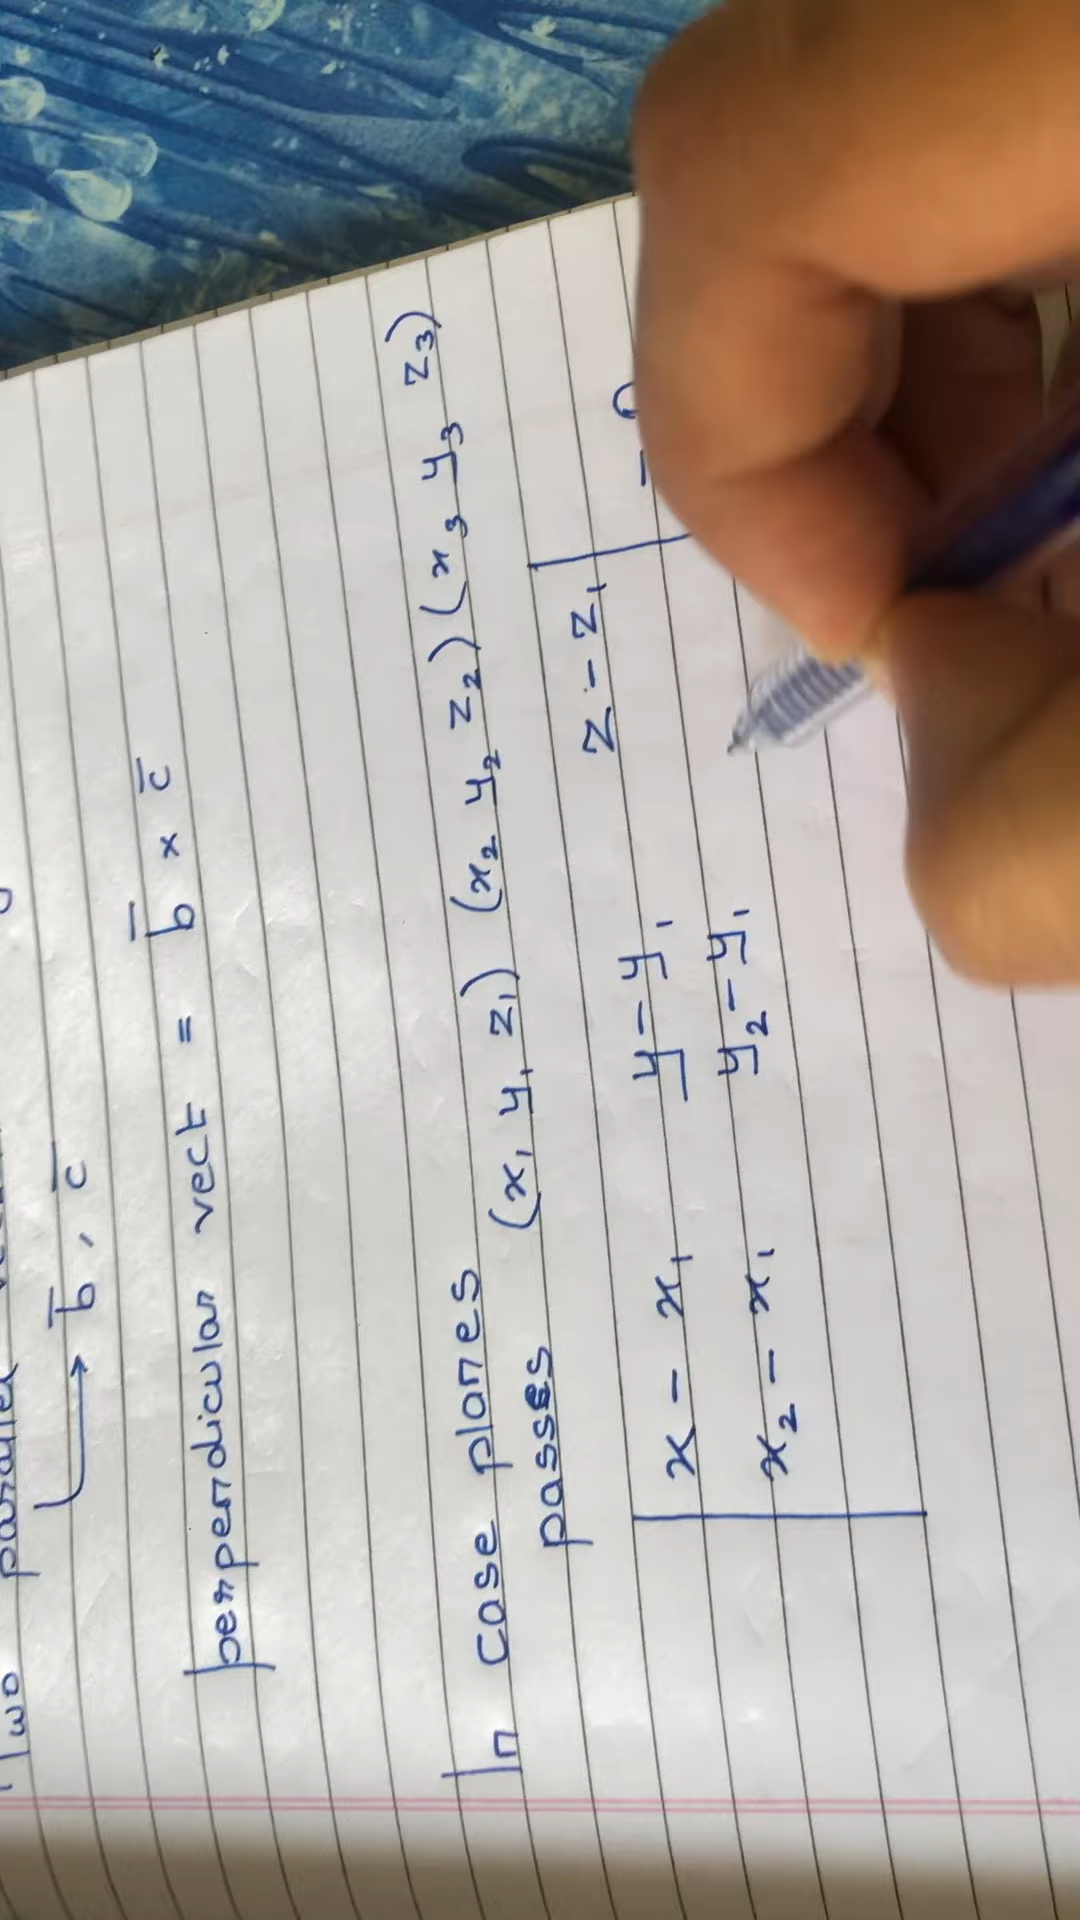 Two parallel
b̅ , c̅
perpendicular vect = b̅ × c̅
In case planes (x₁ y₁ z₁) (x₂ y₂ z₂) (x₃ y₃ z₃)
passes
x - x₁ y - y₁ z - z₁
x₂ - x₁ y₂ - y₁